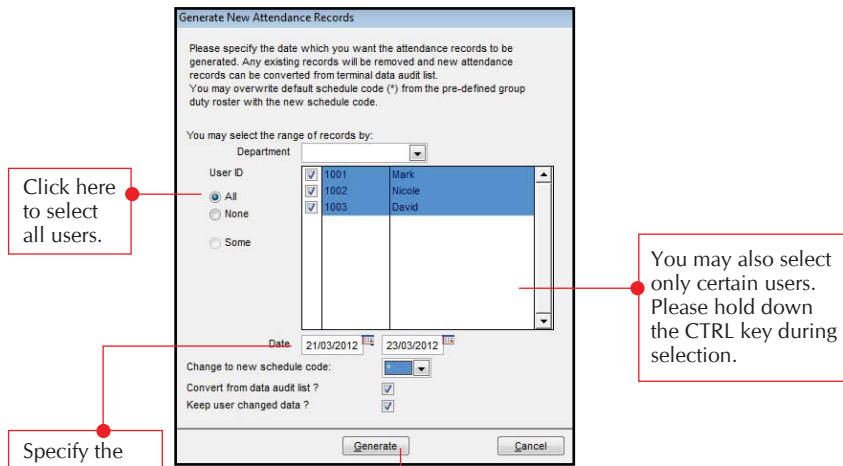 Generate New Attendance Records
Please specify the date which you want the attendance records to be
generated. Any existing records will be removed and new attendance
records can be converted from terminal data audit list.
You may overwrite default schedule code (*) from the pre-defined group
duty roster with the new schedule code.
You may select the range of records by:
Department
User ID
All
None
Some
1001 Mark
1002 Nicole
1003 David
Click here
to select
all users.
You may also select
only certain users.
Please hold down
the CTRL key during
selection.
Date 21/03/2012 23/03/2012
Change to new schedule code: *
Convert from data audit list ?
Keep user changed data ?
Specify the
Generate Cancel